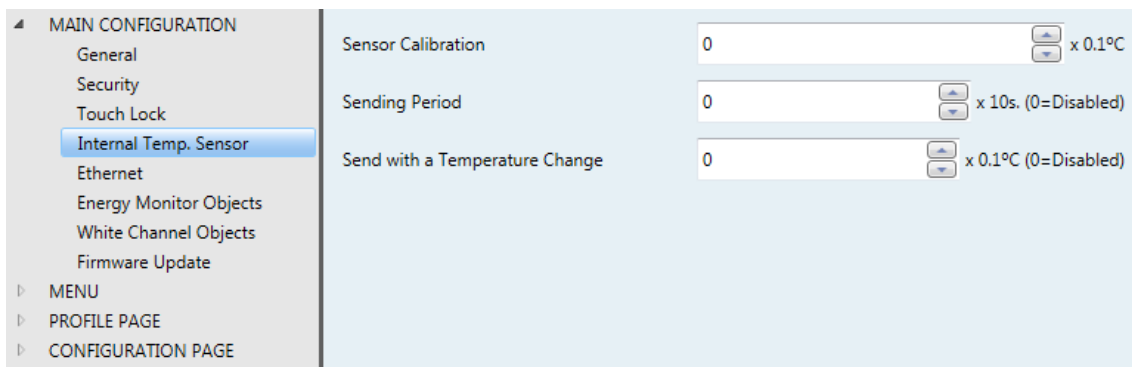 MAIN CONFIGURATION
General
Security
Touch Lock
Internal Temp. Sensor
Ethernet
Energy Monitor Objects
White Channel Objects
Firmware Update
MENU
PROFILE PAGE
CONFIGURATION PAGE
Sensor Calibration 0 x 0.1ºC
Sending Period 0 x 10s. (0=Disabled)
Send with a Temperature Change 0 x 0.1ºC (0=Disabled)